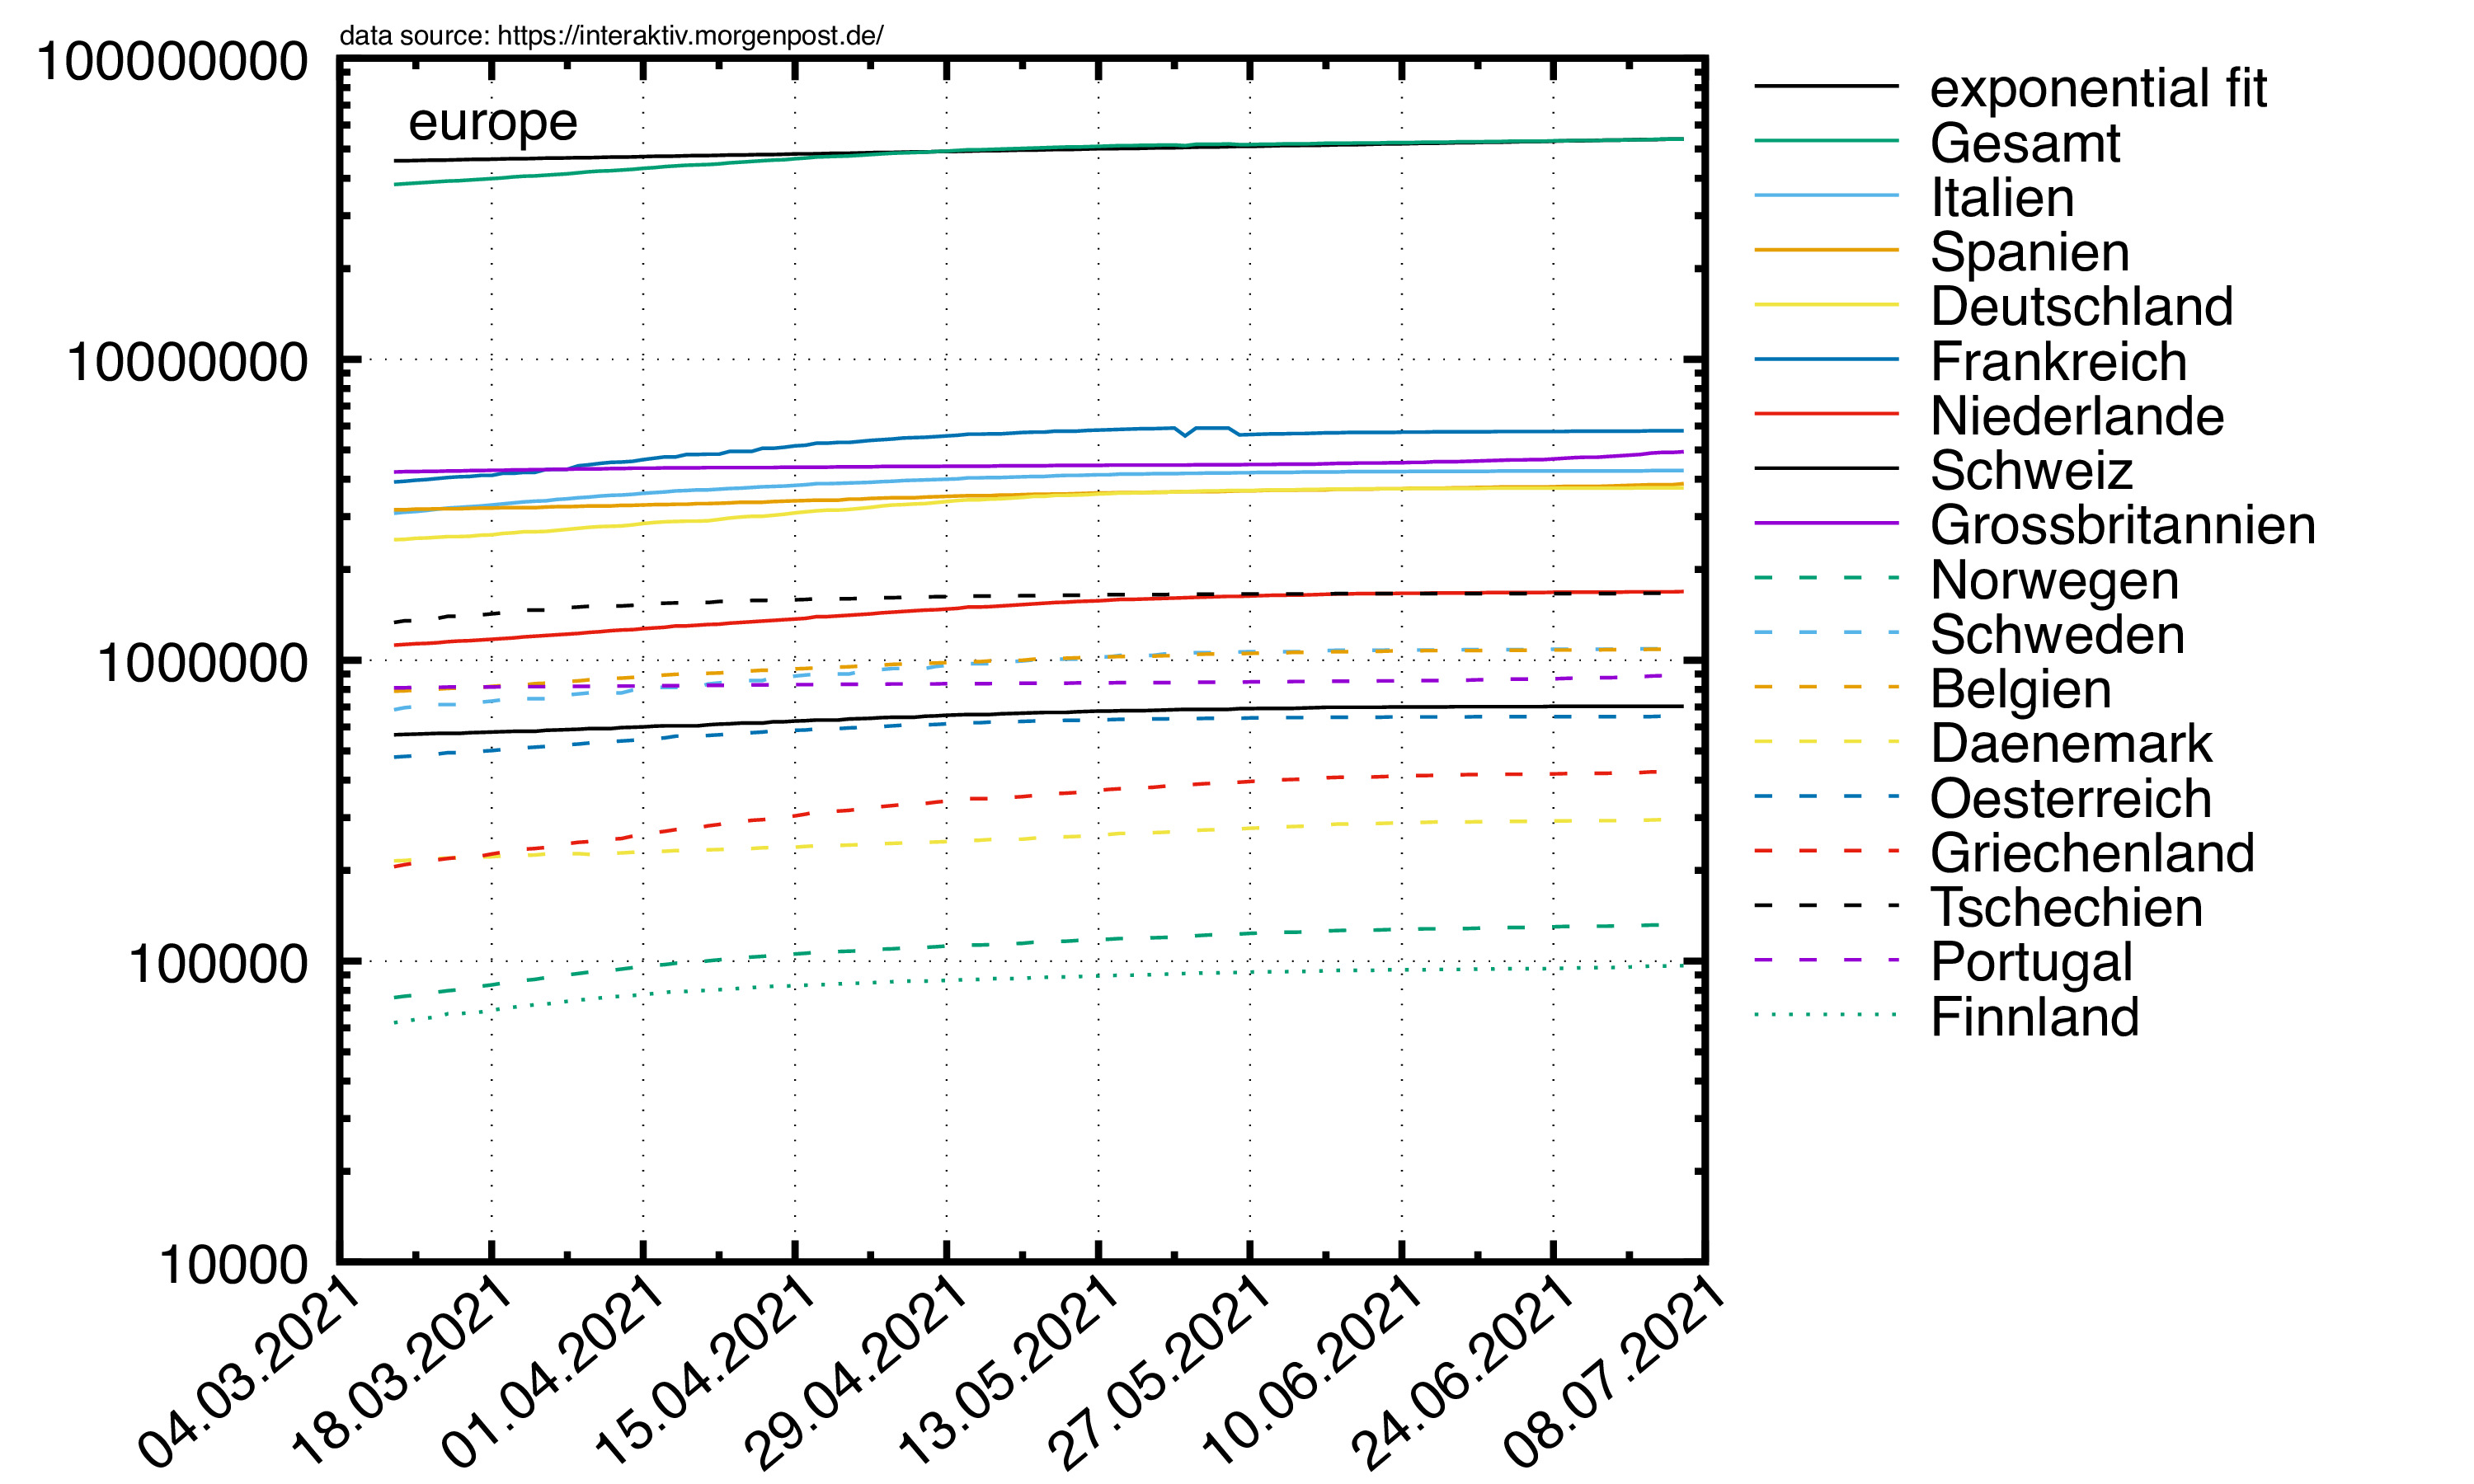 data source: https://interaktiv.morgenpost.de/
europe
100000000
10000000
1000000
100000
10000
04.03.2021
18.03.2021
01.04.2021
15.04.2021
29.04.2021
13.05.2021
27.05.2021
10.06.2021
24.06.2021
08.07.2021
exponential fit
Gesamt
Italien
Spanien
Deutschland
Frankreich
Niederlande
Schweiz
Grossbritannien
Norwegen
Schweden
Belgien
Daenemark
Oesterreich
Griechenland
Tschechien
Portugal
Finnland